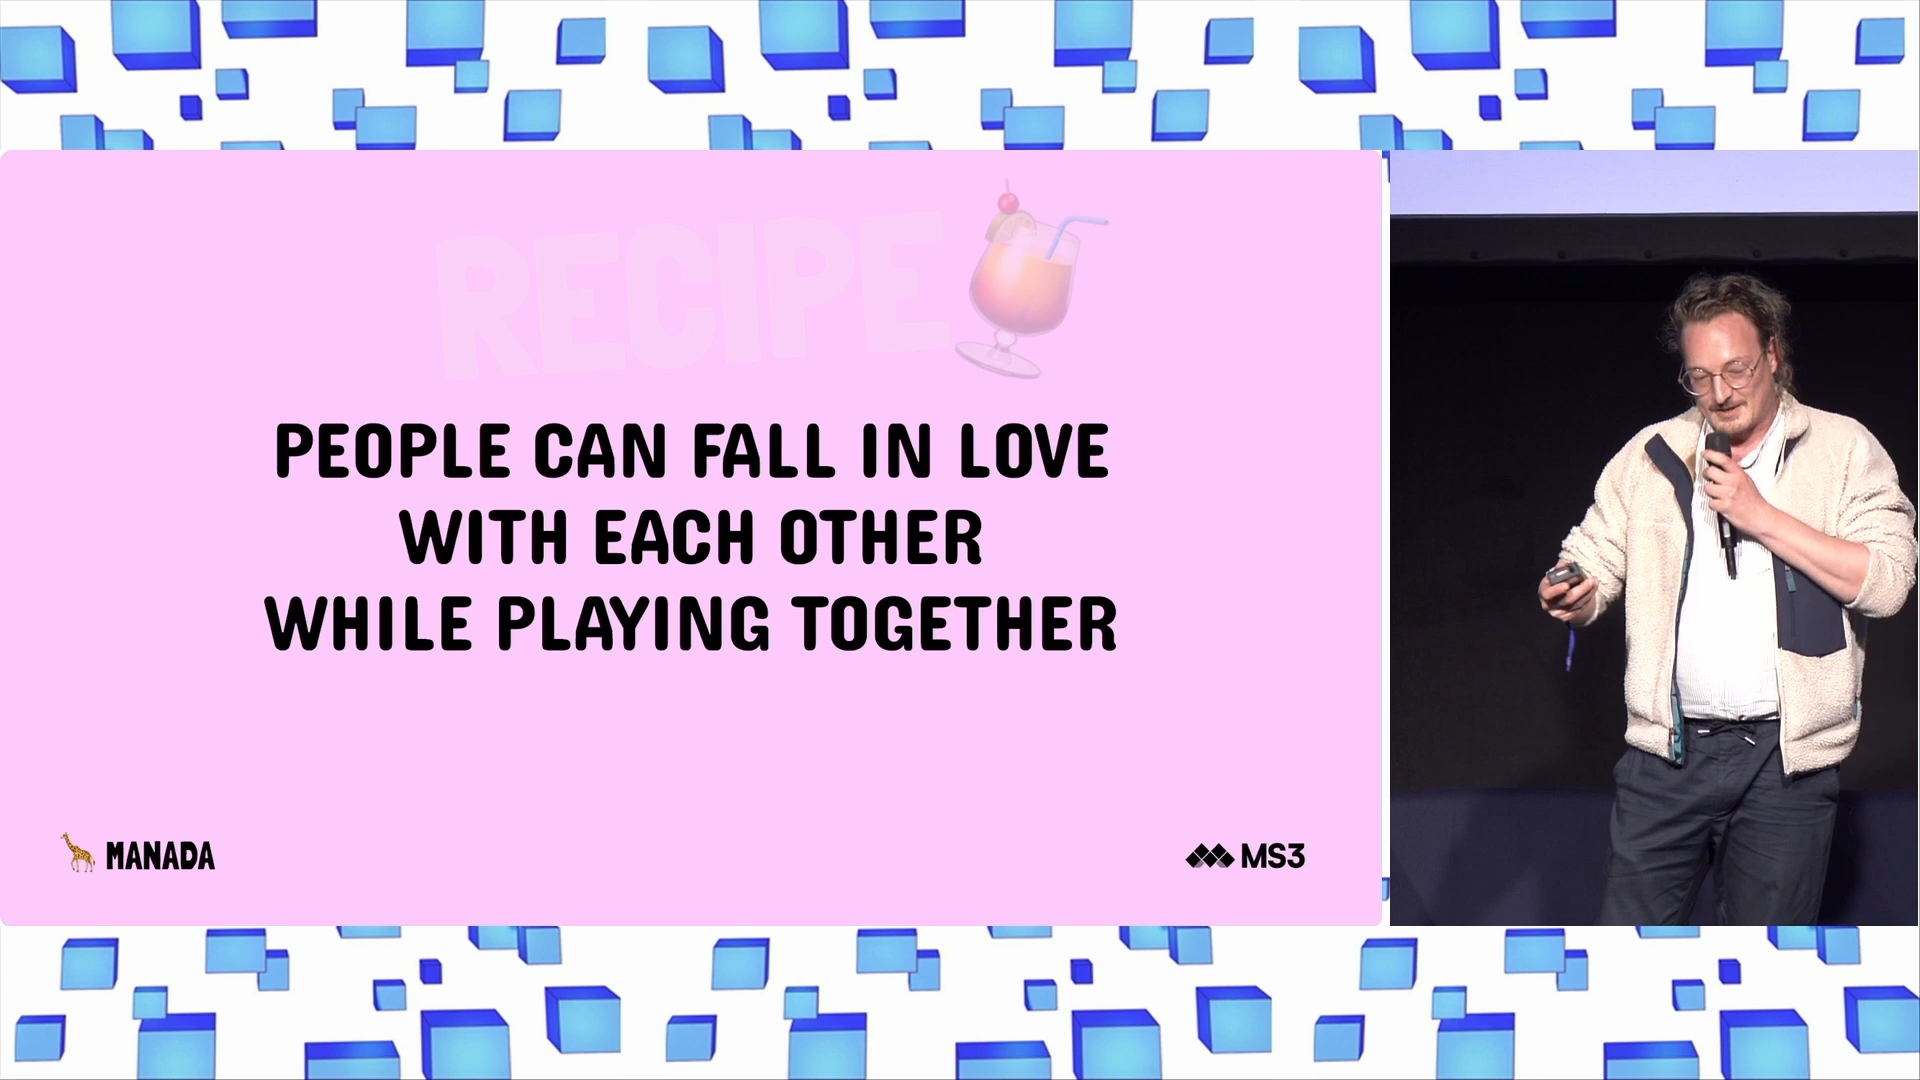 RECIPE
PEOPLE CAN FALL IN LOVE
WITH EACH OTHER
WHILE PLAYING TOGETHER
MANADA
MS3